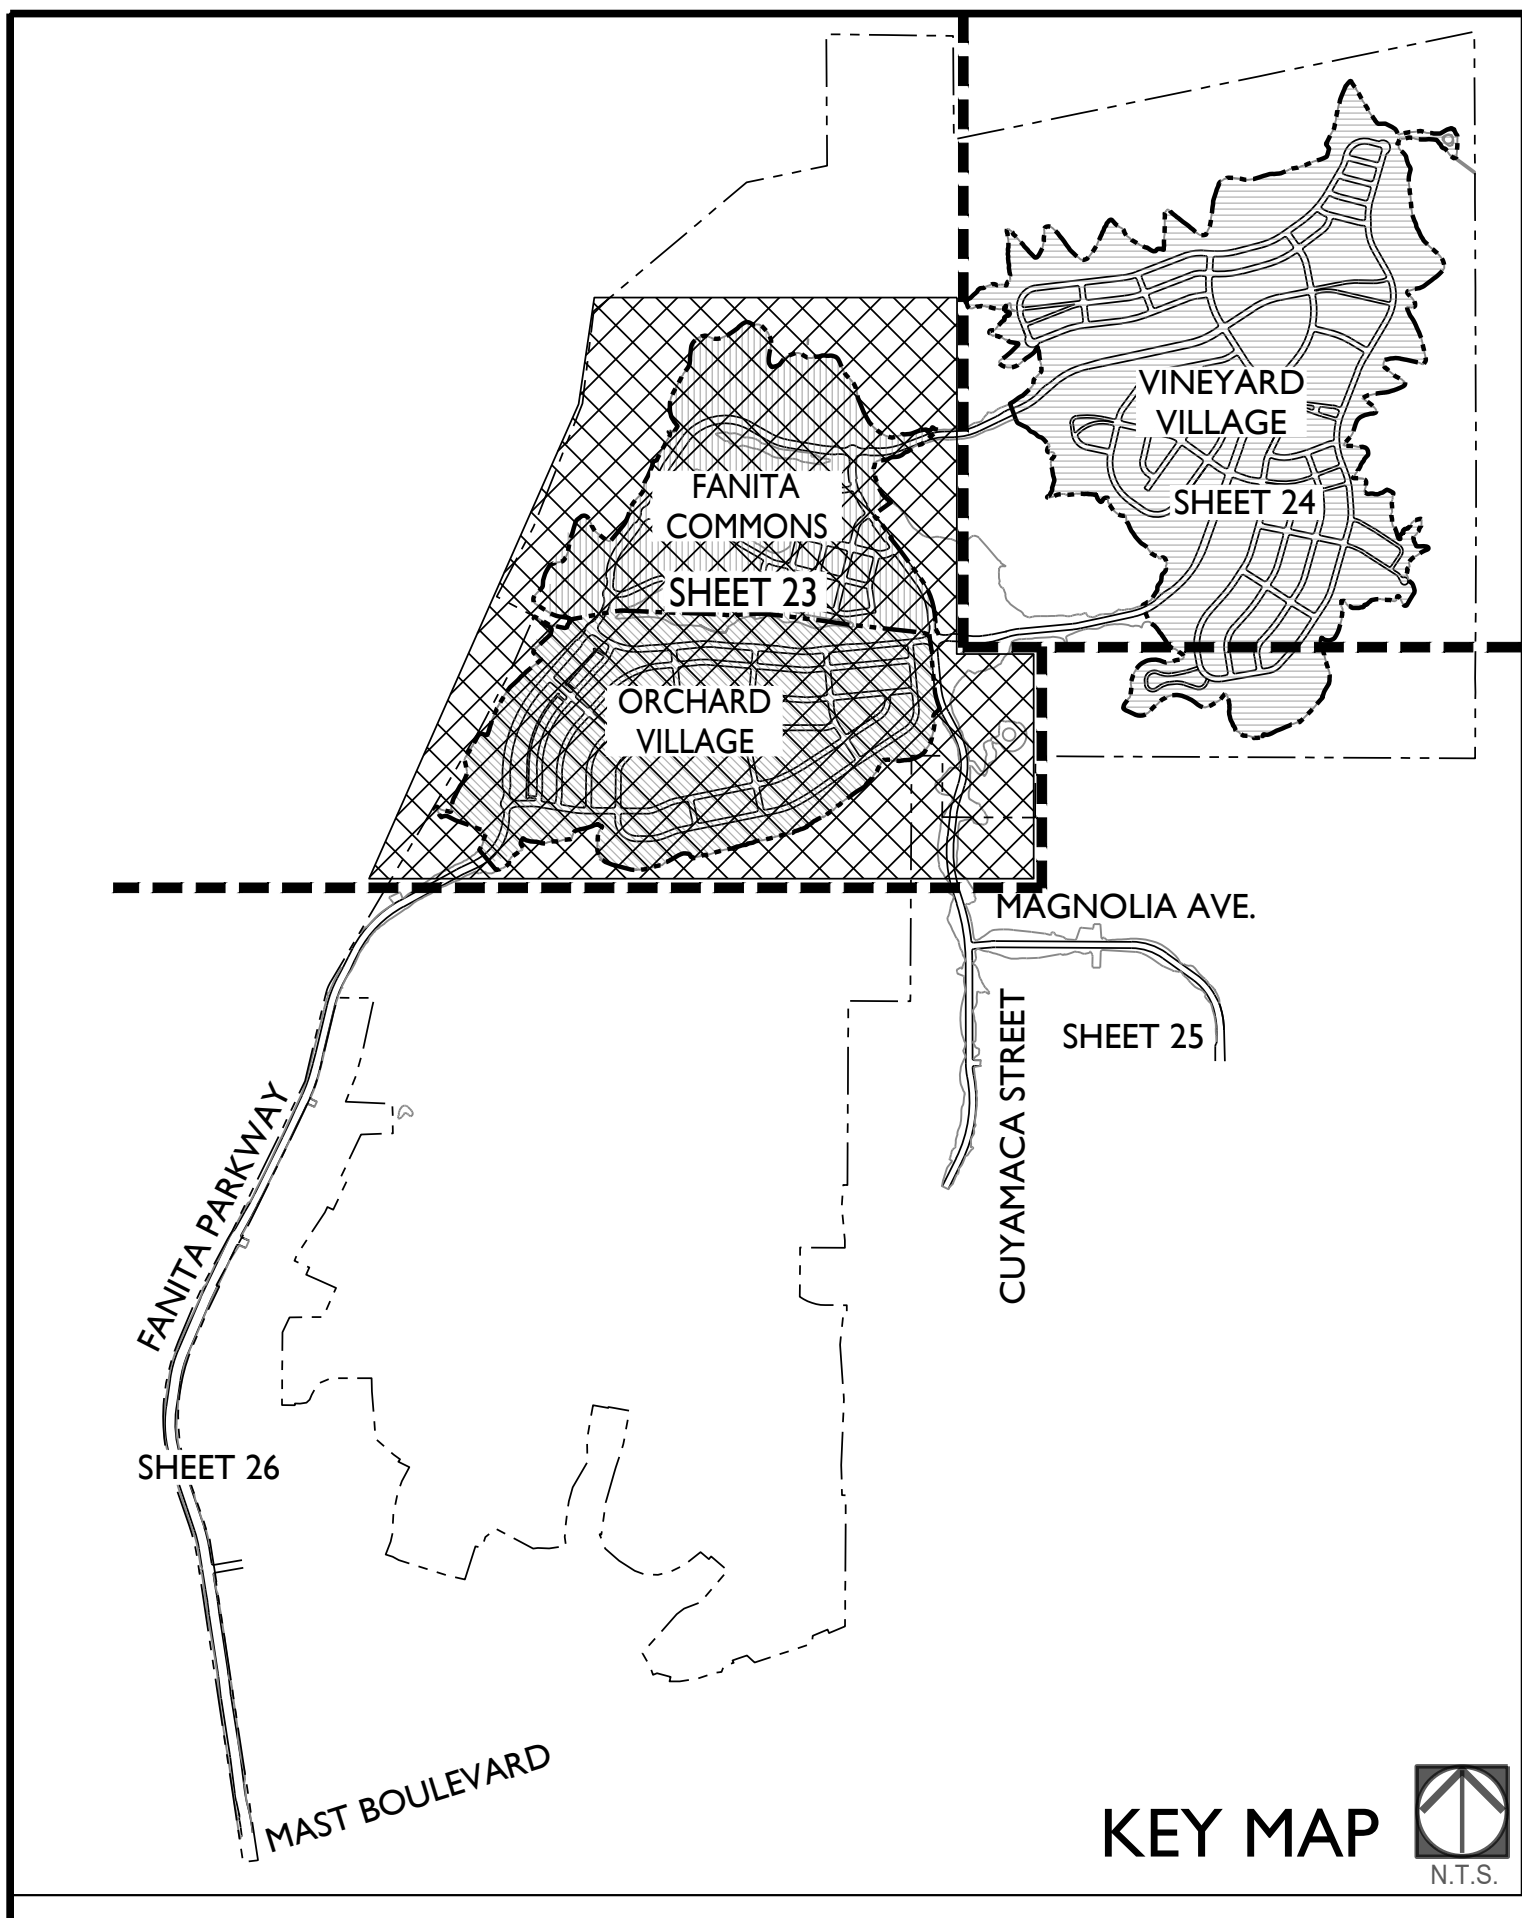 VINEYARD
VILLAGE
SHEET 24
FANITA
COMMONS
SHEET 23
ORCHARD
VILLAGE
MAGNOLIA AVE.
SHEET 25
CUYAMACA STREET
FANITA PARKWAY
SHEET 26
MAST BOULEVARD
KEY MAP
N.T.S.